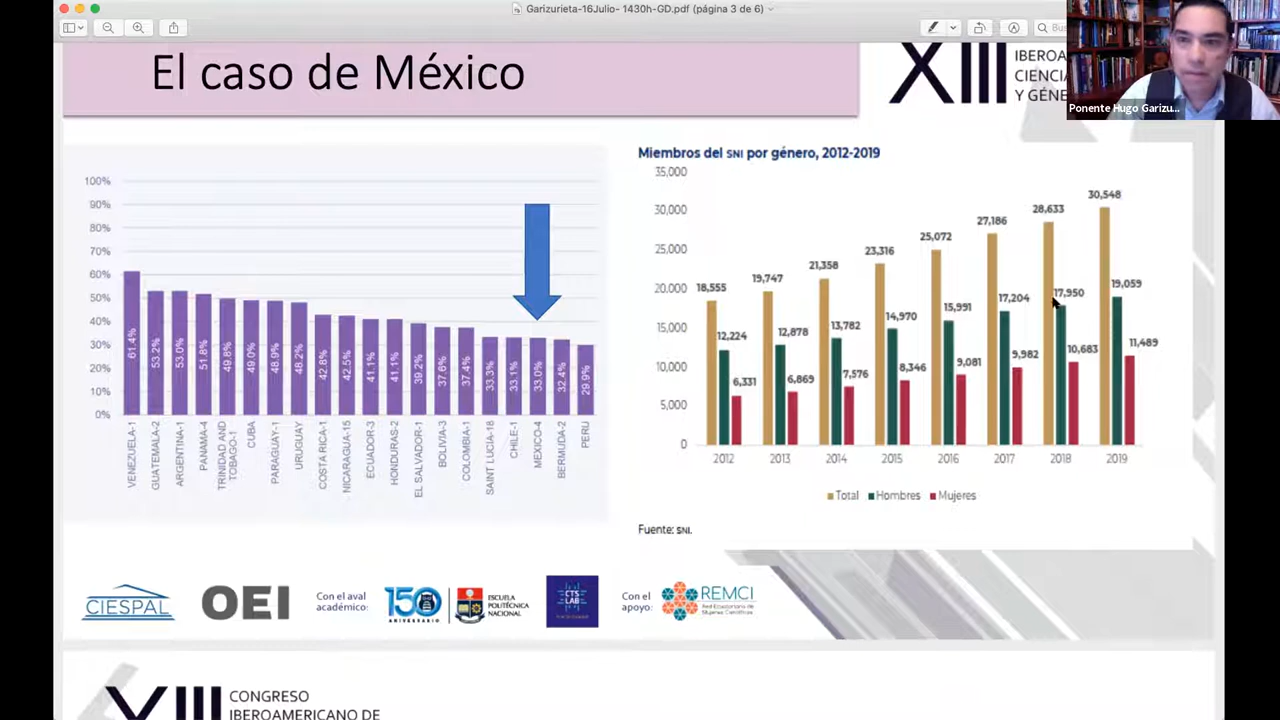 Garizurieta-16Julio- 1430h-GD.pdf (página 3 de 6)
Ponente Hugo Garizu...
El caso de México
XIII
IBEROA
CIENCIA
Y GÉNE
100%
90%
80%
70%
60%
50%
40%
30%
20%
10%
0%
61.4%
53.2%
53.0%
51.8%
49.8%
49.0%
48.9%
48.2%
42.8%
42.5%
41.1%
41.1%
39.2%
37.6%
37.4%
33.3%
33.1%
33.0%
32.4%
29.9%
VENEZUELA-1
GUATEMALA-2
ARGENTINA-1
PANAMA-4
TRINIDAD AND
TOBAGO-1
CUBA
PARAGUAY-1
URUGUAY
COSTA RICA-1
NICARAGUA-15
ECUADOR-3
HONDURAS-2
EL SALVADOR-1
BOLIVIA-3
COLOMBIA-1
SAINT LUCIA-18
CHILE-1
MEXICO-4
BERMUDA-2
PERU
Miembros del SNI por género, 2012-2019
35,000
30,000
25,000
20,000
15,000
10,000
5,000
0
18,555
12,224
6,331
19,747
12,878
6,869
21,358
13,782
7,576
23,316
14,970
8,346
25,072
15,991
9,081
27,186
17,204
9,982
28,633
17,950
10,683
30,548
19,059
11,489
2012
2013
2014
2015
2016
2017
2018
2019
Total Hombres Mujeres
Fuente: SNI.
CIESPAL
OEI
Con el aval
académico:
150
ANIVERSARIO
ESCUELA
POLITÉCNICA
NACIONAL
CTS
LAB
Con el
apoyo:
REMCI
Red Ecuatoriana de
Mujeres Científicas
XIII
CONGRESO
IBEROAMERICANO DE